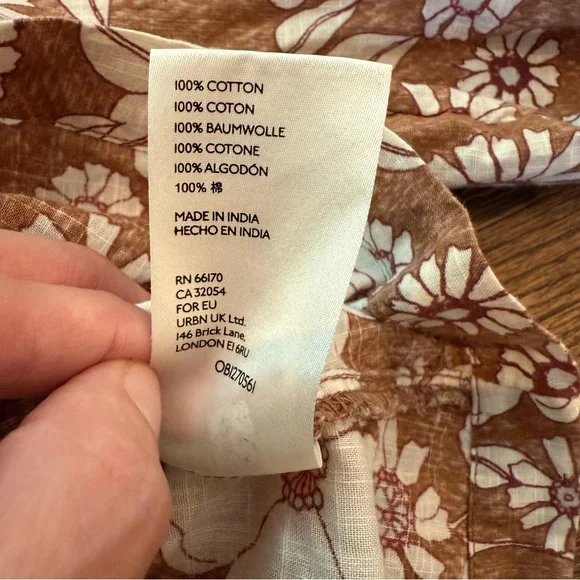 100% COTTON
100% COTON
100% BAUMWOLLE
100% COTONE
100% ALGODÓN
100% 棉
MADE IN INDIA
HECHO EN INDIA
RN 66170
CA 32054
FOR EU
URBN UK Ltd.
146 Brick Lane,
LONDON E1 6RU
OB1270561